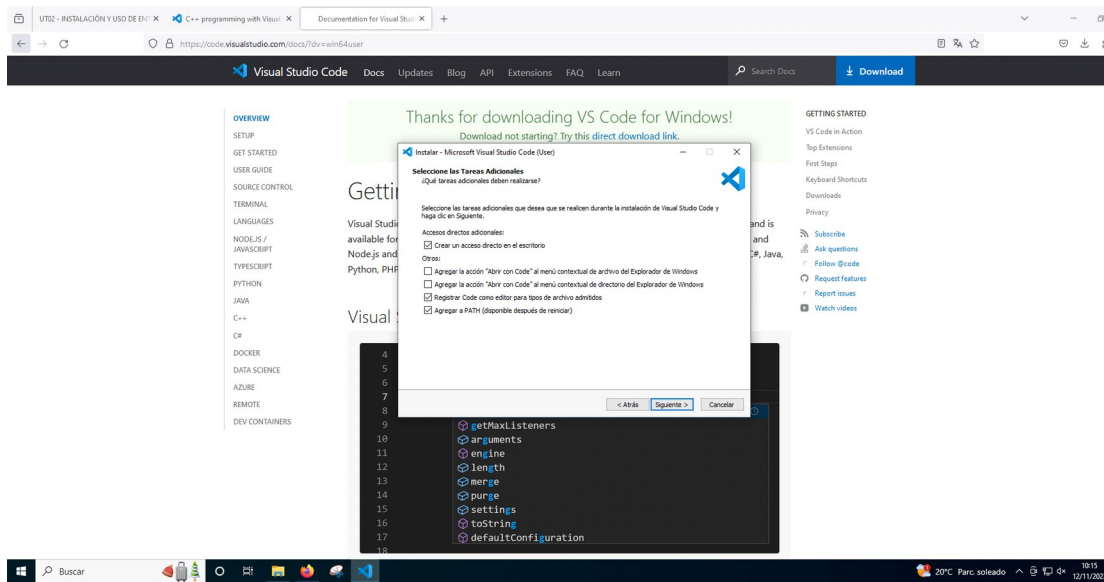 UT02 - INSTALACIÓN Y USO DE ENT
C++ programming with Visual
Documentation for Visual Stud
https://code.visualstudio.com/docs/?dv=win64user
Visual Studio Code Docs Updates Blog API Extensions FAQ Learn
Search Docs
Download
OVERVIEW
SETUP
GET STARTED
USER GUIDE
SOURCE CONTROL
TERMINAL
LANGUAGES
NODE.JS /
JAVASCRIPT
TYPESCRIPT
PYTHON
JAVA
C++
C#
DOCKER
DATA SCIENCE
AZURE
REMOTE
DEV CONTAINERS
Thanks for downloading VS Code for Windows!
Download not starting? Try this direct download link.
Getti
Visual Studi
and is
available for
and
Node.js and
C#, Java,
Python, PHP
Visual
Instalar - Microsoft Visual Studio Code (User)
Seleccione las Tareas Adicionales
¿Qué tareas adicionales deben realizarse?
Seleccione las tareas adicionales que desea que se realicen durante la instalación de Visual Studio Code y
haga clic en Siguiente.
Accesos directos adicionales:
Crear un acceso directo en el escritorio
Otros:
Agregar la acción "Abrir con Code" al menú contextual de archivo del Explorador de Windows
Agregar la acción "Abrir con Code" al menú contextual de directorio del Explorador de Windows
Registrar Code como editor para tipos de archivo admitidos
Agregar a PATH (disponible después de reiniciar)
< Atrás Siguiente > Cancelar
4
5
6
7
8
9 getMaxListeners
10 arguments
11 engine
12 length
13 merge
14 purge
15 settings
16 toString
17 defaultConfiguration
18
GETTING STARTED
VS Code in Action
Top Extensions
First Steps
Keyboard Shortcuts
Downloads
Privacy
Subscribe
Ask questions
Follow @code
Request features
Report issues
Watch videos
Buscar
20°C Parc. soleado
10:15
12/11/202